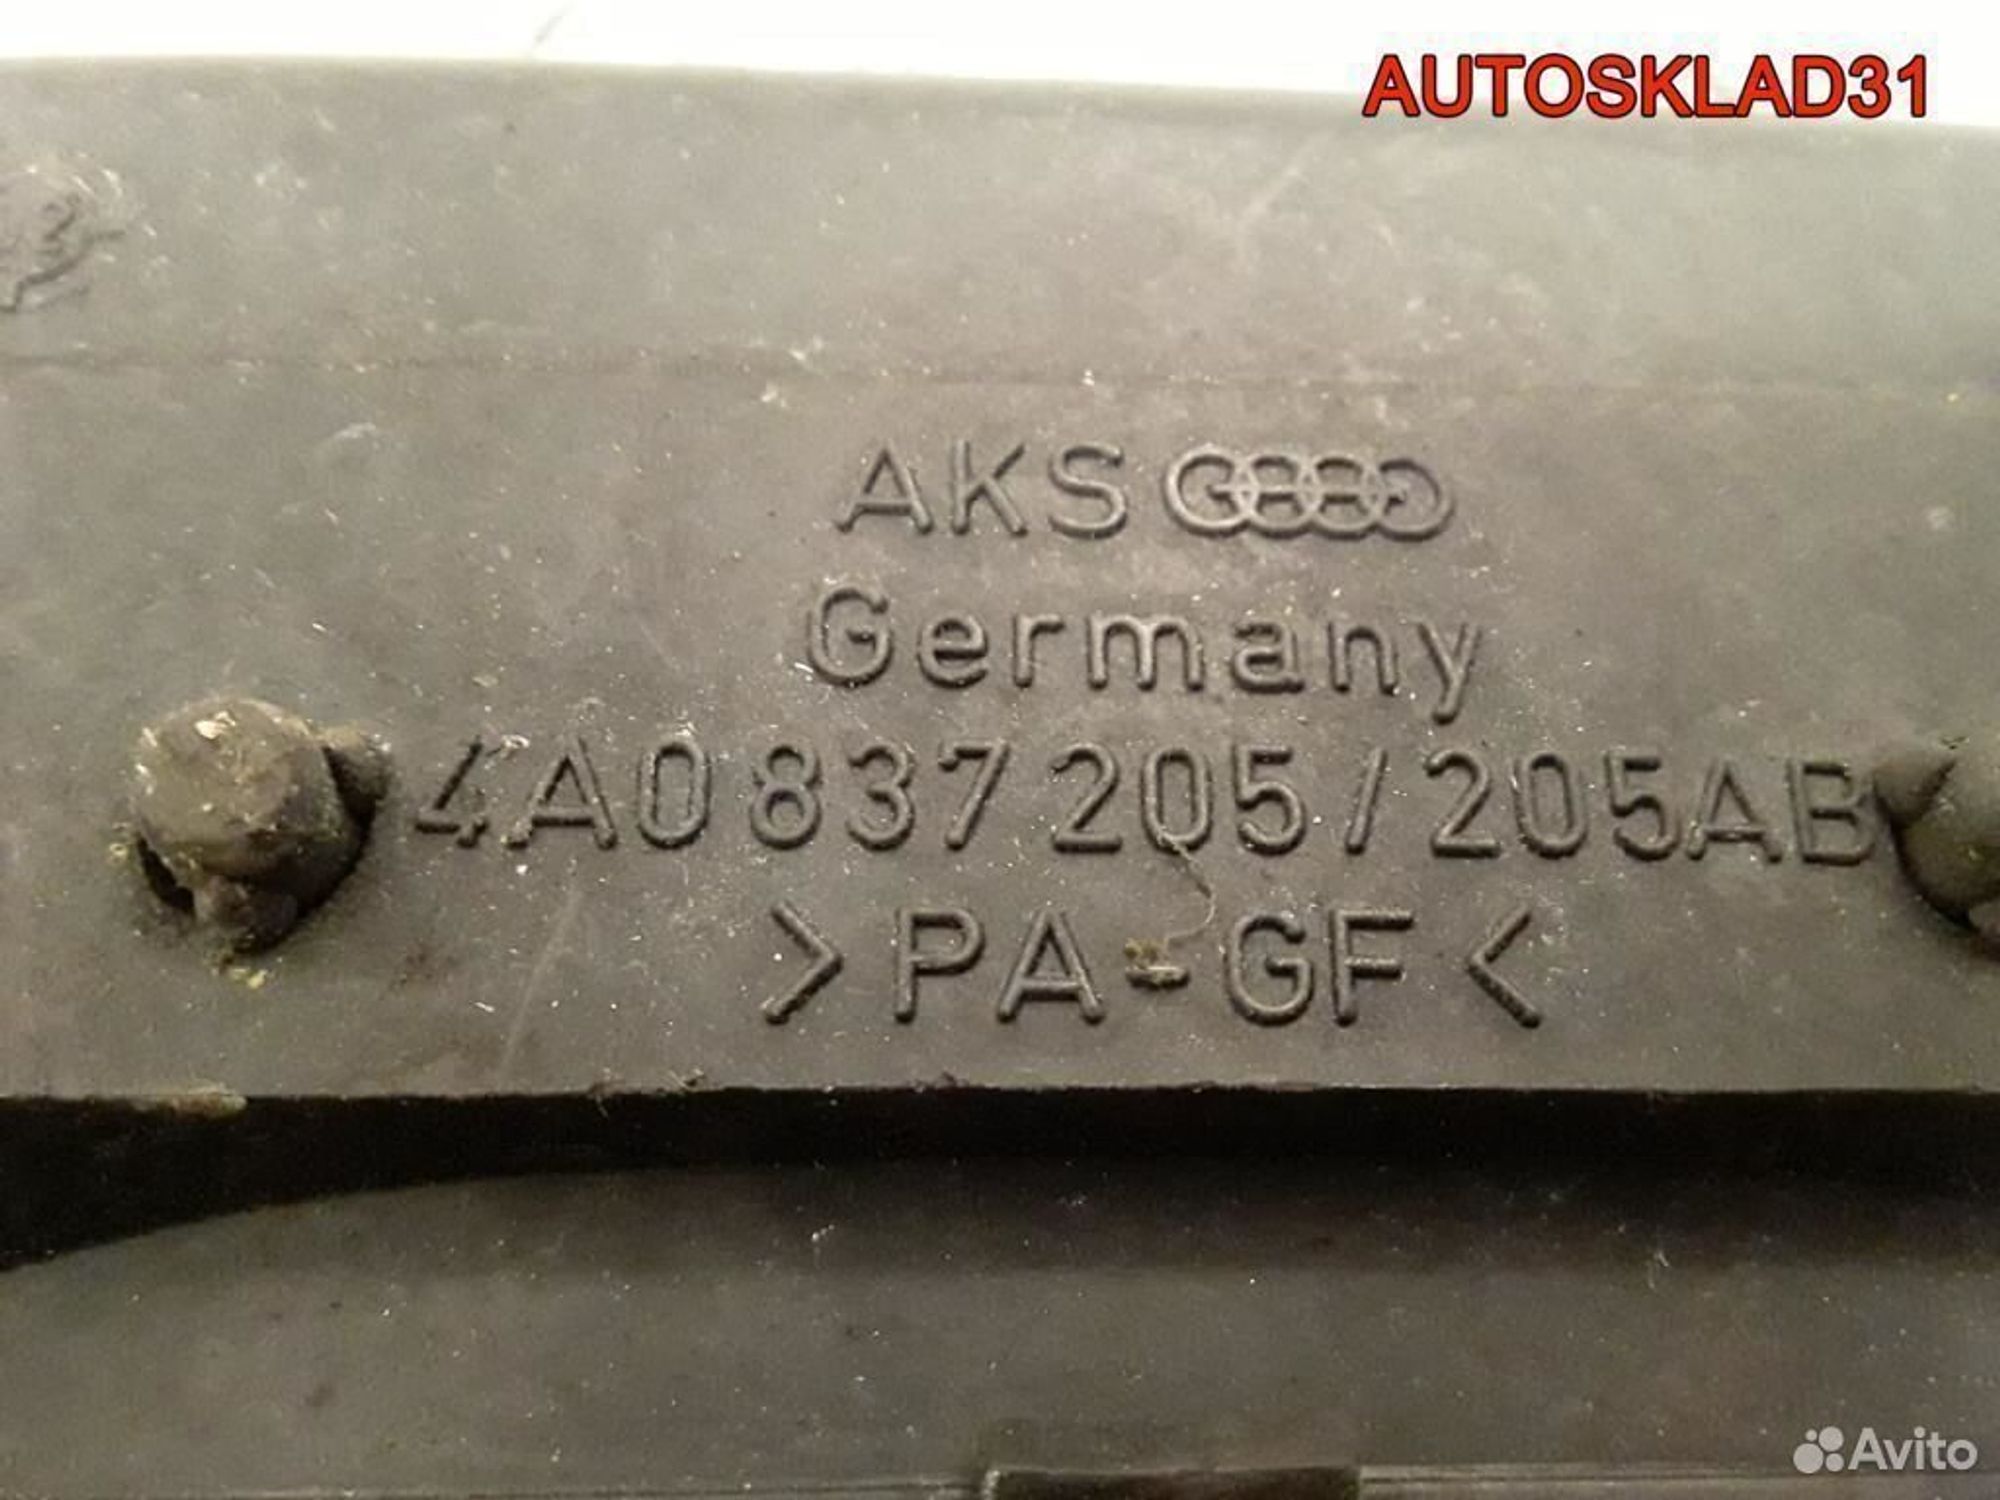 AUTOSKLAD31
AKS
Germany
4A0 837 205 / 205AB
>PA-GF<
Avito